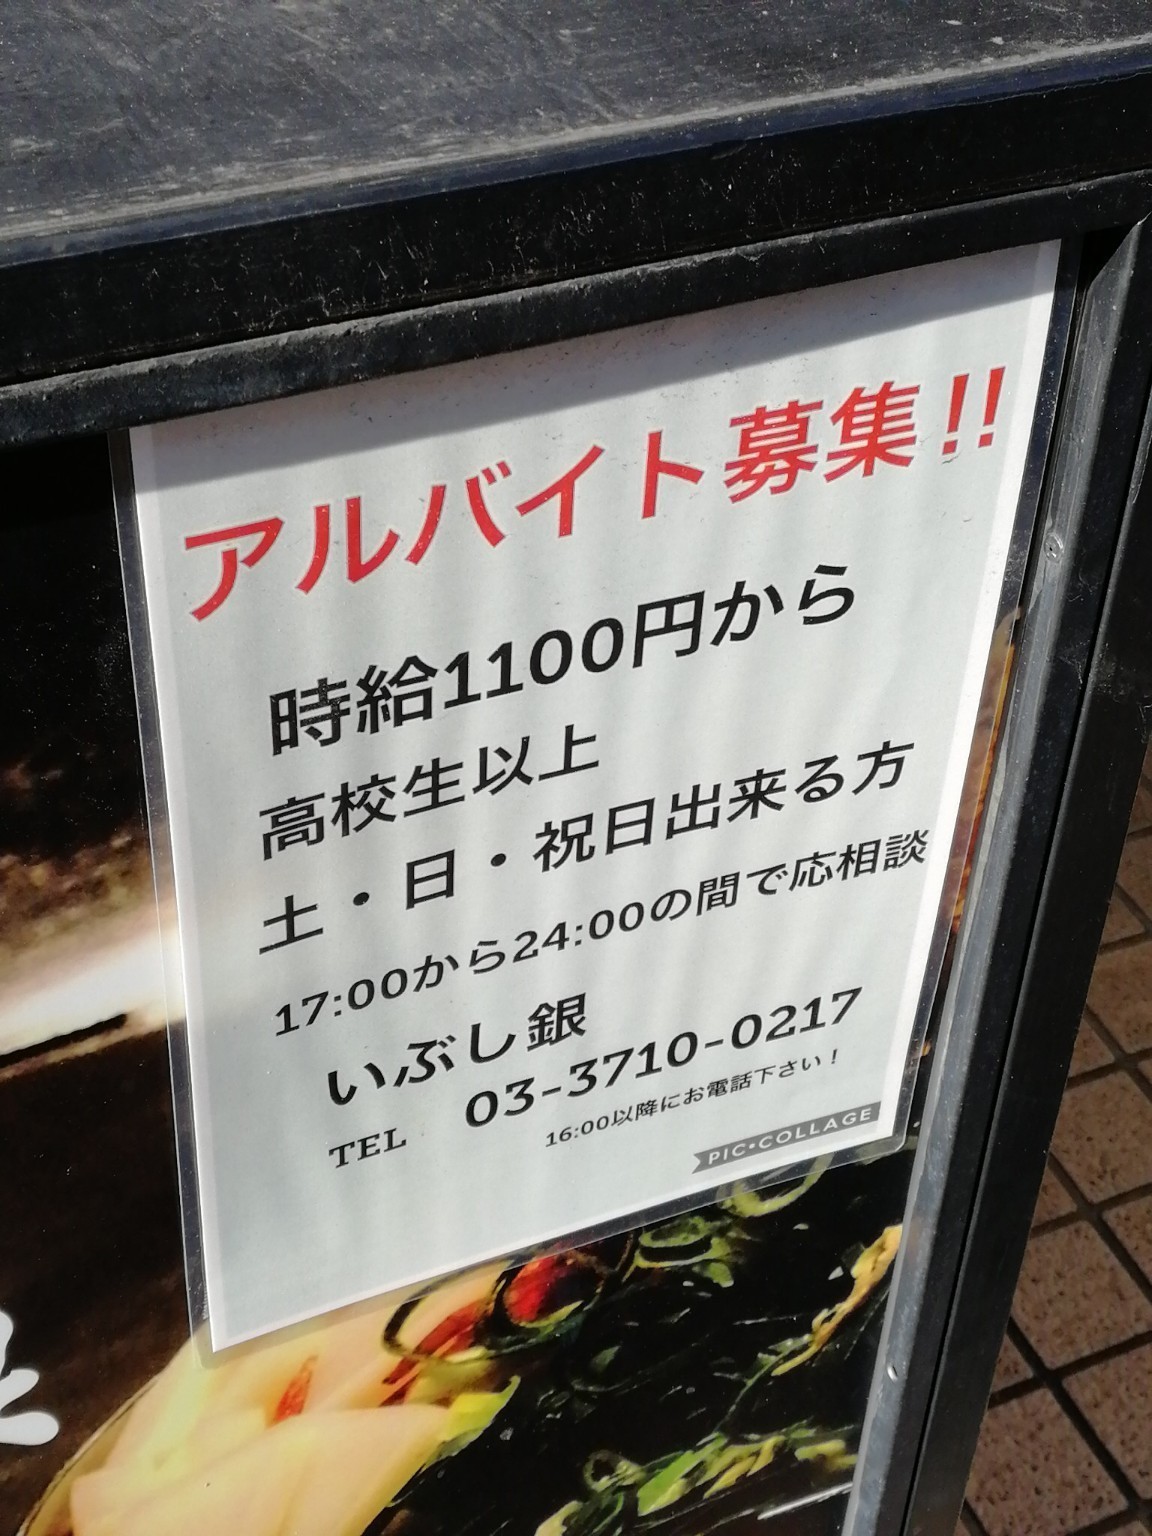 アルバイト募集!!
時給1100円から
高校生以上
土・日・祝日出来る方
17:00から24:00の間で応相談
いぶし銀
TEL 03-3710-0217
16:00以降にお電話下さい！
PIC•COLLAGE